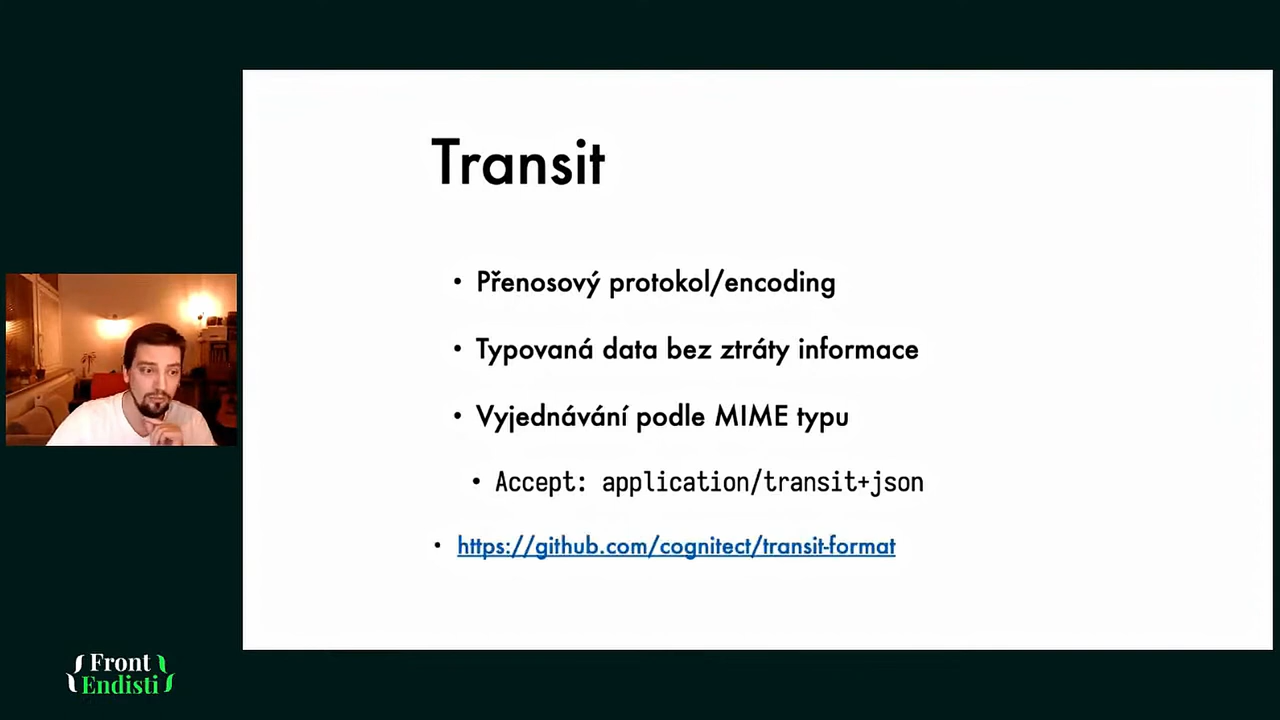 Transit
• Přenosový protokol/encoding
• Typovaná data bez ztráty informace
• Vyjednávání podle MIME typu
• Accept: application/transit+json
• https://github.com/cognitect/transit-format
{Front
Endisti}